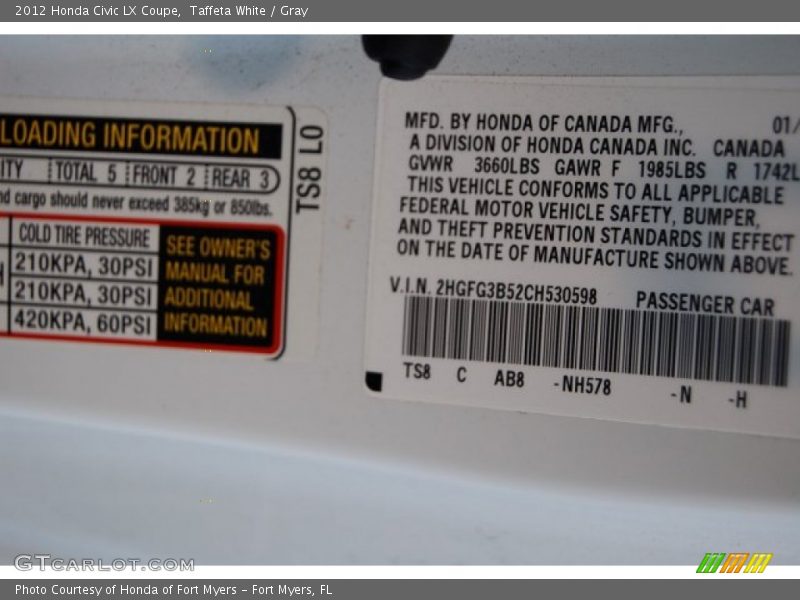 2012 Honda Civic LX Coupe, Taffeta White / Gray
LOADING INFORMATION
TOTAL 5 FRONT 2 REAR 3
cargo should never exceed 385kg or 850lbs.
COLD TIRE PRESSURE
210KPA, 30PSI
210KPA, 30PSI
420KPA, 60PSI
SEE OWNER'S
MANUAL FOR
ADDITIONAL
INFORMATION
TS8 L0
MFD. BY HONDA OF CANADA MFG., 01/
A DIVISION OF HONDA CANADA INC. CANADA
GVWR 3660LBS GAWR F 1985LBS R 1742L
THIS VEHICLE CONFORMS TO ALL APPLICABLE
FEDERAL MOTOR VEHICLE SAFETY, BUMPER,
AND THEFT PREVENTION STANDARDS IN EFFECT
ON THE DATE OF MANUFACTURE SHOWN ABOVE.
V.I.N. 2HGFG3B52CH530598 PASSENGER CAR
TS8 C AB8 -NH578 -N -H
GTCARLOT.COM
Photo Courtesy of Honda of Fort Myers - Fort Myers, FL